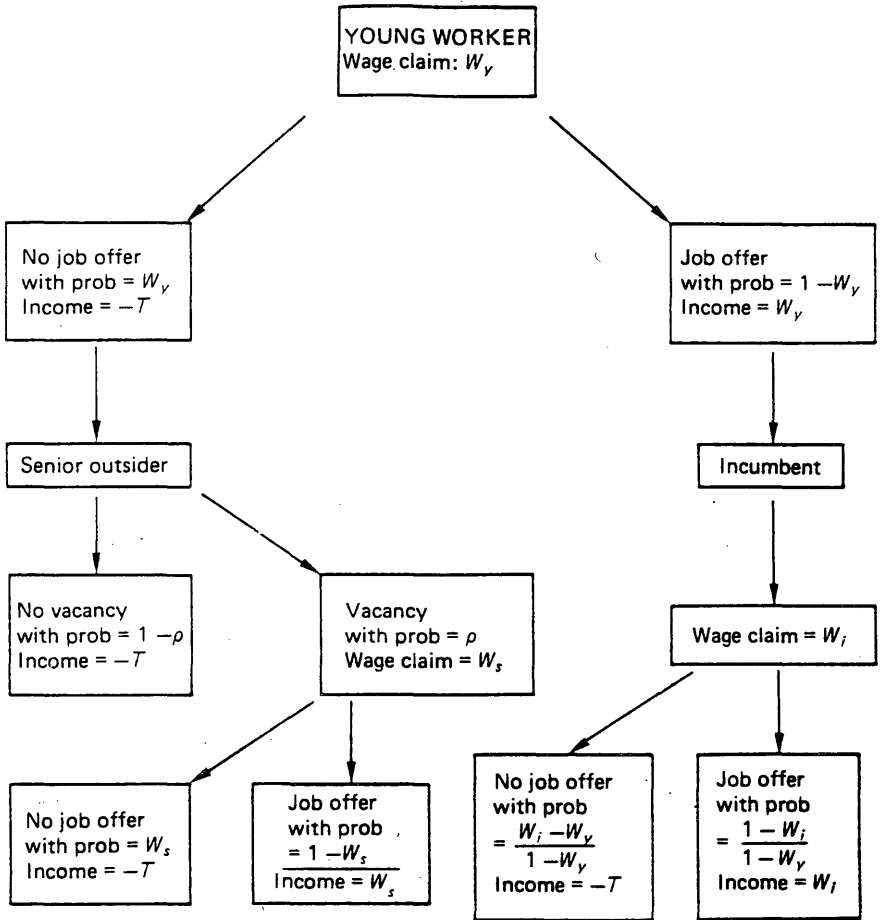 YOUNG WORKER
Wage claim: W_y
No job offer
with prob = W_y
Income = −T
Job offer
with prob = 1 −W_y
Income = W_y
Senior outsider
Incumbent
No vacancy
with prob = 1 −ρ
Income = −T
Vacancy
with prob = ρ
Wage claim = W_s
Wage claim = W_i
No job offer
with prob = W_s
Income = −T
Job offer
with prob
= 1 −W_s
Income = W_s
No job offer
with prob
= \frac{W_i −W_y}{1 −W_y}
Income = −T
Job offer
with prob
= \frac{1 − W_i}{1 −W_y}
Income = W_i